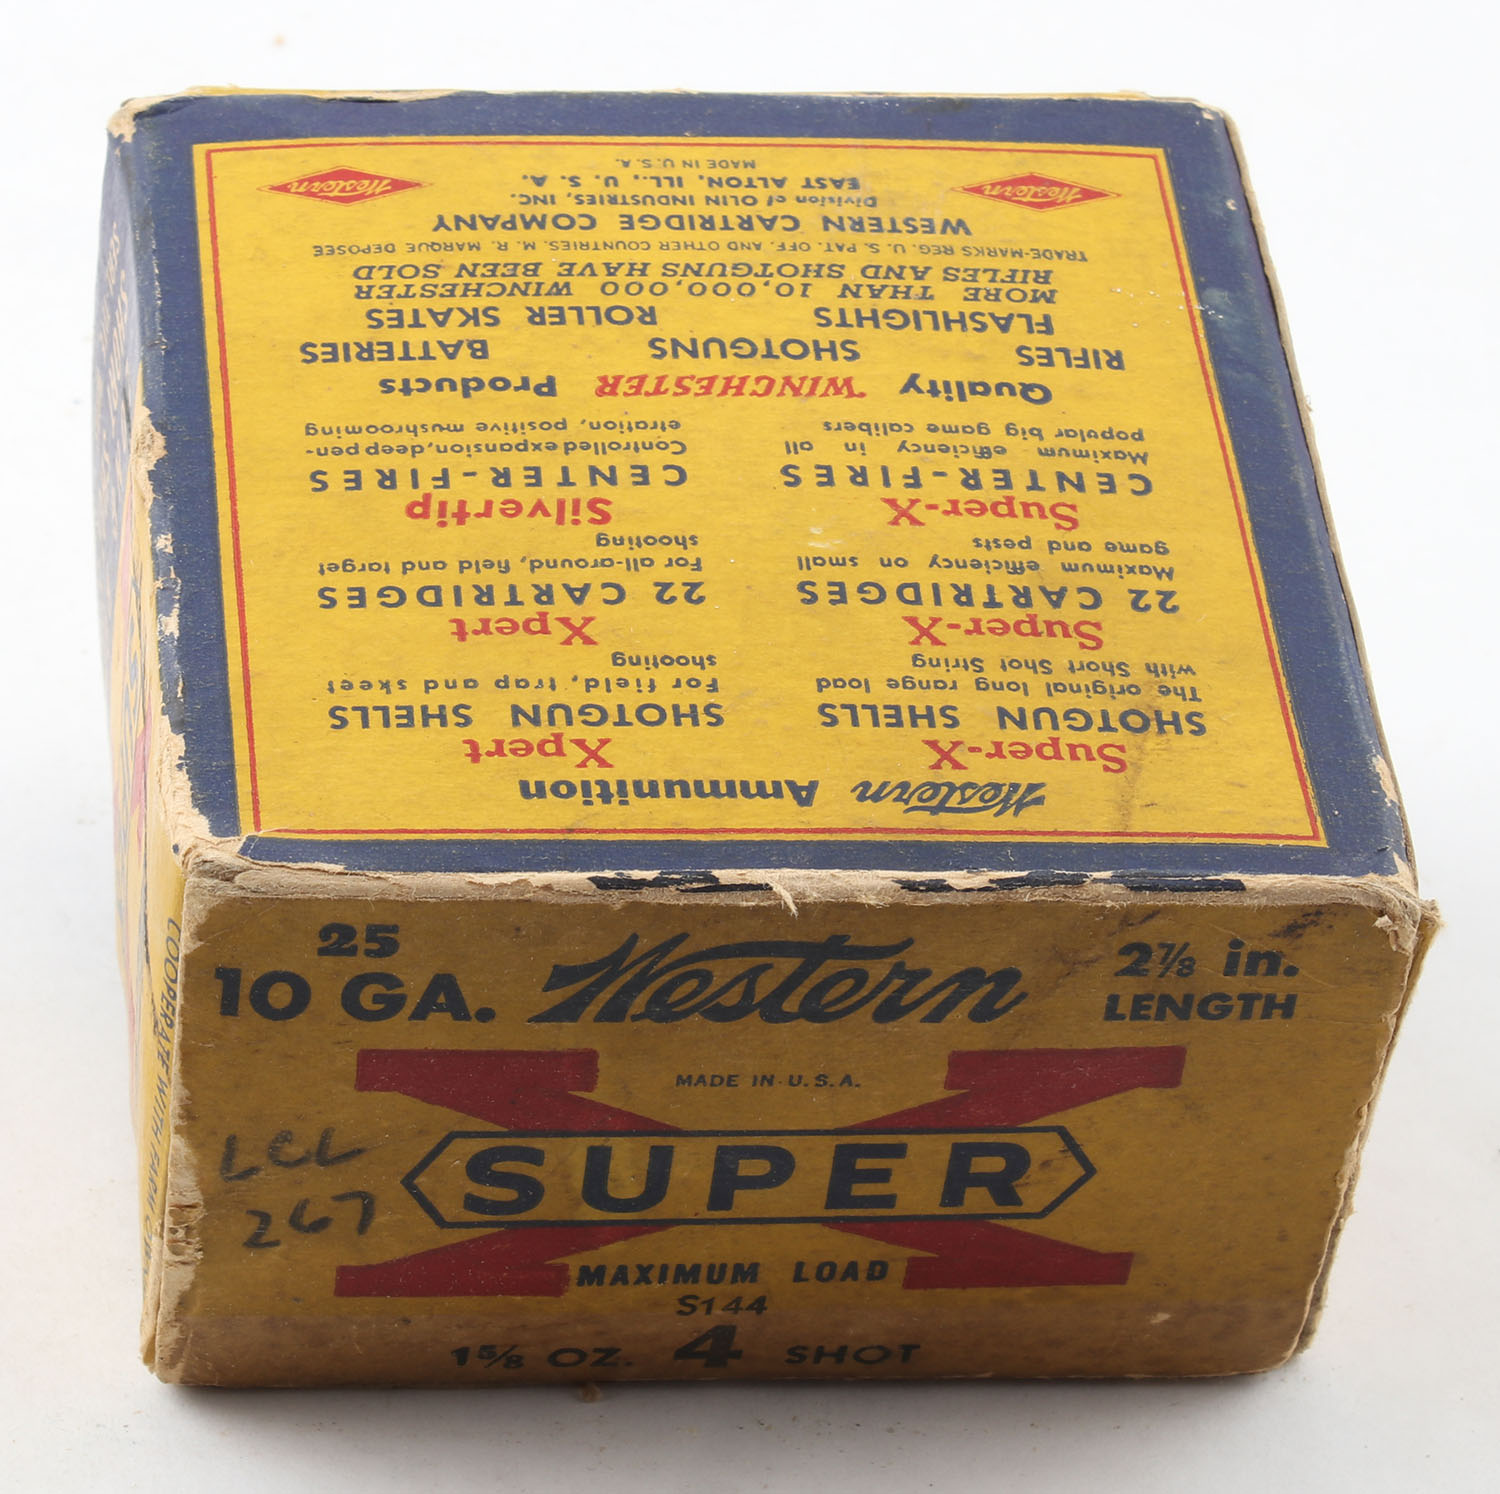 25
10 GA.
Western
2⅞ in.
LENGTH
MADE IN U.S.A.
SUPER
X
LCL
267
MAXIMUM LOAD
S144
1⅝ OZ. 4 SHOT
Western Ammunition
Super-X
SHOTGUN SHELLS
The original long range load
with Short Shot String
Xpert
SHOTGUN SHELLS
For field, trap and skeet
shooting
Super-X
22 CARTRIDGES
Maximum efficiency on small
game and pests
Xpert
22 CARTRIDGES
For all-around, field and target
shooting
Super-X
CENTER-FIRES
Maximum efficiency in all
popular big game calibers
Silvertip
CENTER-FIRES
Controlled expansion, deep pen-
etration, positive mushrooming
Quality WINCHESTER Products
RIFLES SHOTGUNS BATTERIES
FLASHLIGHTS ROLLER SKATES
MORE THAN 10,000,000 WINCHESTER
RIFLES AND SHOTGUNS HAVE BEEN SOLD
TRADE-MARKS REG. U. S. PAT. OFF. AND OTHER COUNTRIES. M. R. MARQUE DEPOSEE
WESTERN CARTRIDGE COMPANY
Division of OLIN INDUSTRIES, INC.
EAST ALTON, ILL., U. S. A.
MADE IN U.S.A.
Western
Western
COOPERATE WITH FARM